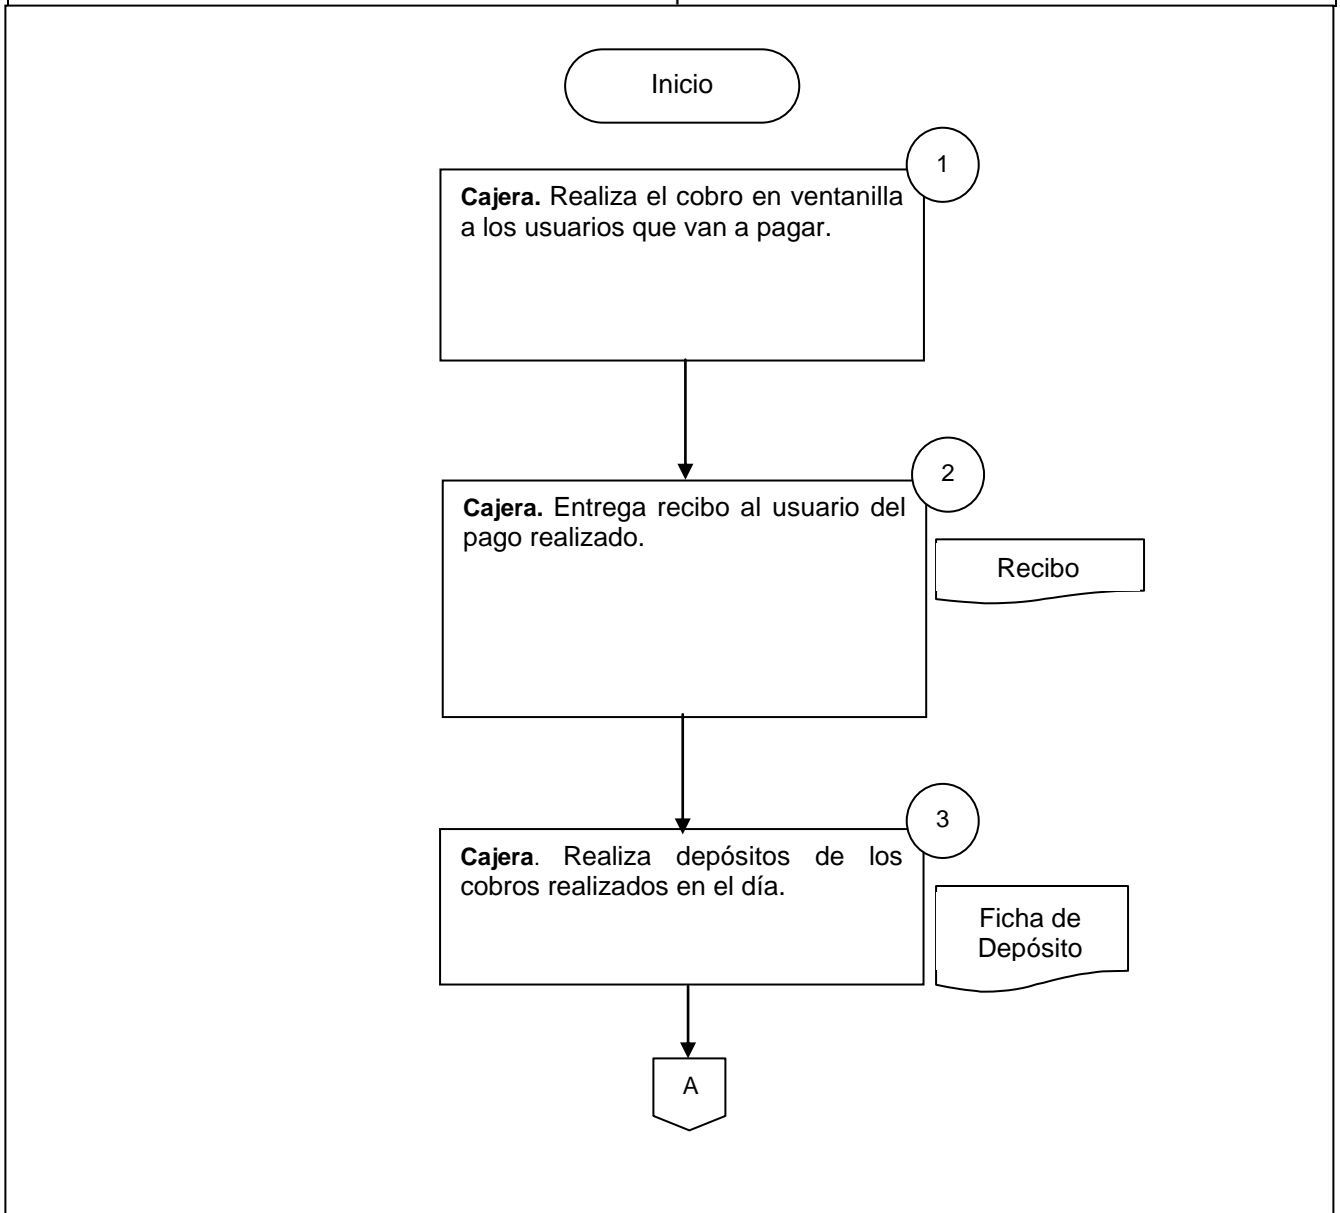 Inicio
1
Cajera. Realiza el cobro en ventanilla
a los usuarios que van a pagar.
2
Cajera. Entrega recibo al usuario del
pago realizado.
Recibo
3
Cajera. Realiza depósitos de los
cobros realizados en el día.
Ficha de
Depósito
A